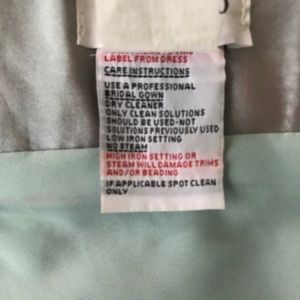 LABEL FROM DRESS
CARE INSTRUCTIONS
USE A PROFESSIONAL
BRIDAL GOWN
DRY CLEANER
ONLY CLEAN SOLUTIONS
SHOULD BE USED-NOT
SOLUTIONS PREVIOUSLY USED
LOW IRON SETTING
NO STEAM
HIGH IRON SETTING OR
STEAM WILL DAMAGE TRIMS
AND/OR BEADING
IF APPLICABLE SPOT CLEAN
ONLY